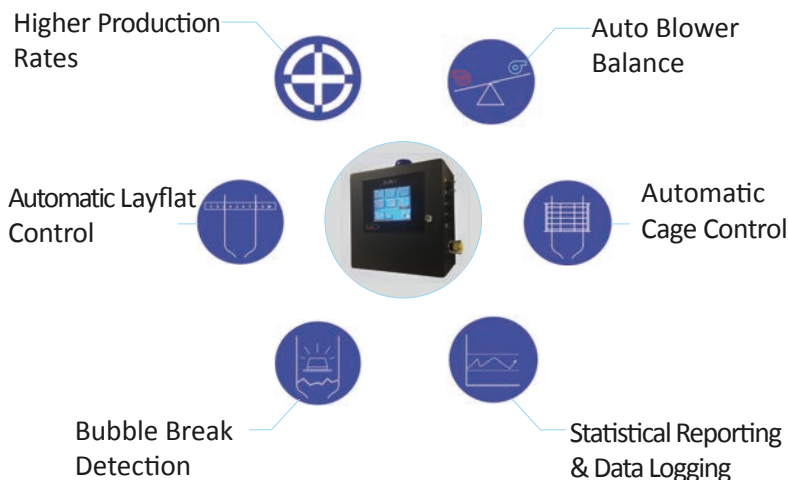 Higher Production
Rates
Auto Blower
Balance
Automatic Layflat
Control
Automatic
Cage Control
Bubble Break
Detection
Statistical Reporting
& Data Logging